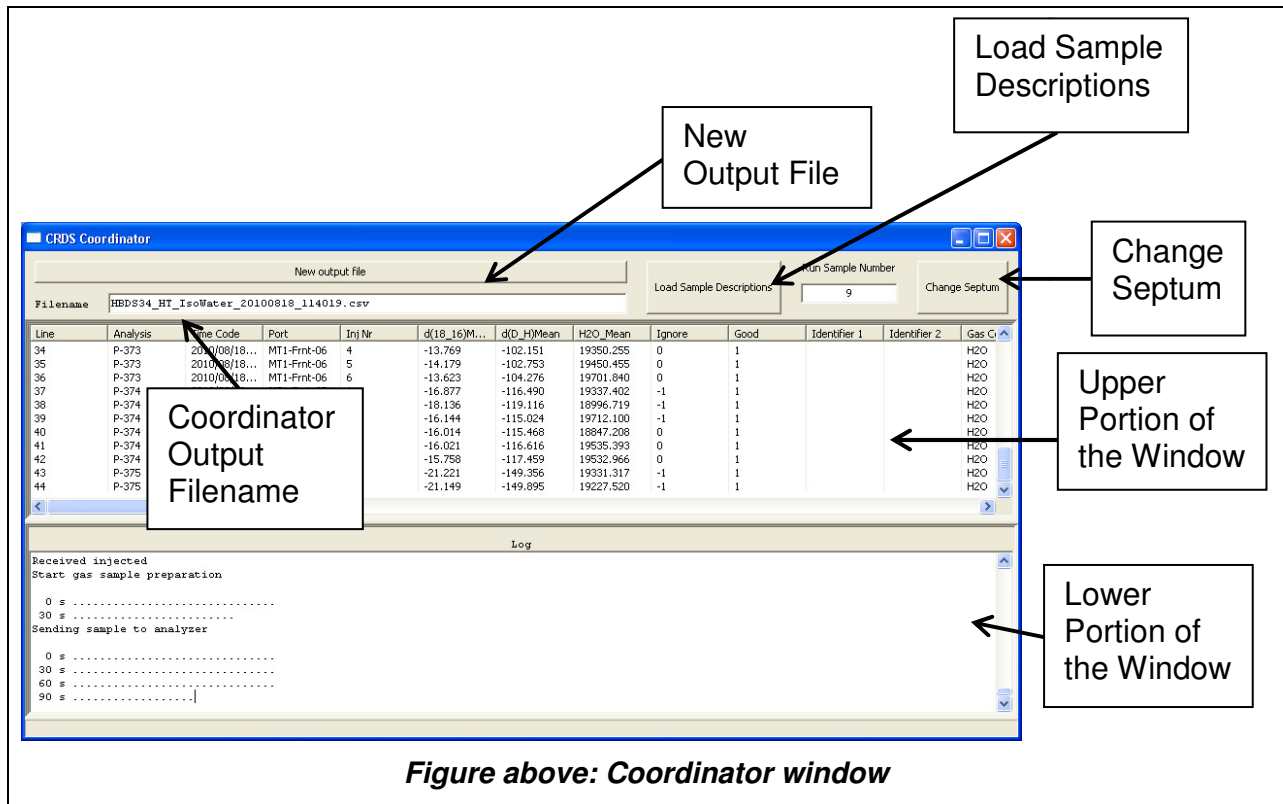 Load Sample
Descriptions
New
Output File
Change
Septum
CRDS Coordinator
New output file
Load Sample Descriptions
Run Sample Number
Change Septum
Filename HBDS34_HT_IsoWater_20100818_114019.csv
9
Line Analysis Time Code Port Inj Nr d(18_16)M... d(D_H)Mean H2O_Mean Ignore Good Identifier 1 Identifier 2 Gas C
34 P-373 2010/08/18... MT1-Frnt-06 4 -13.769 -102.151 19350.255 0 1 H2O
35 P-373 2010/08/18... MT1-Frnt-06 5 -14.179 -102.753 19450.455 0 1 H2O
36 P-373 2010/08/18... MT1-Frnt-06 6 -13.623 -104.276 19701.840 0 1 H2O
37 P-374 -16.877 -116.490 19337.402 -1 1 H2O
38 P-374 -18.136 -119.116 18996.719 -1 1 H2O
39 P-374 -16.144 -115.024 19712.100 -1 1 H2O
40 P-374 -16.014 -115.468 18847.208 0 1 H2O
41 P-374 -16.021 -116.616 19535.393 0 1 H2O
42 P-374 -15.758 -117.459 19532.966 0 1 H2O
43 P-375 -21.221 -149.356 19331.317 -1 1 H2O
44 P-375 -21.149 -149.895 19227.520 -1 1 H2O
Coordinator
Output
Filename
Upper
Portion of
the Window
Log
Received injected
Start gas sample preparation
0 s ..............................
30 s ........................
Sending sample to analyzer
0 s ..............................
30 s ..............................
60 s ..............................
90 s ..................
Lower
Portion of
the Window
Figure above: Coordinator window